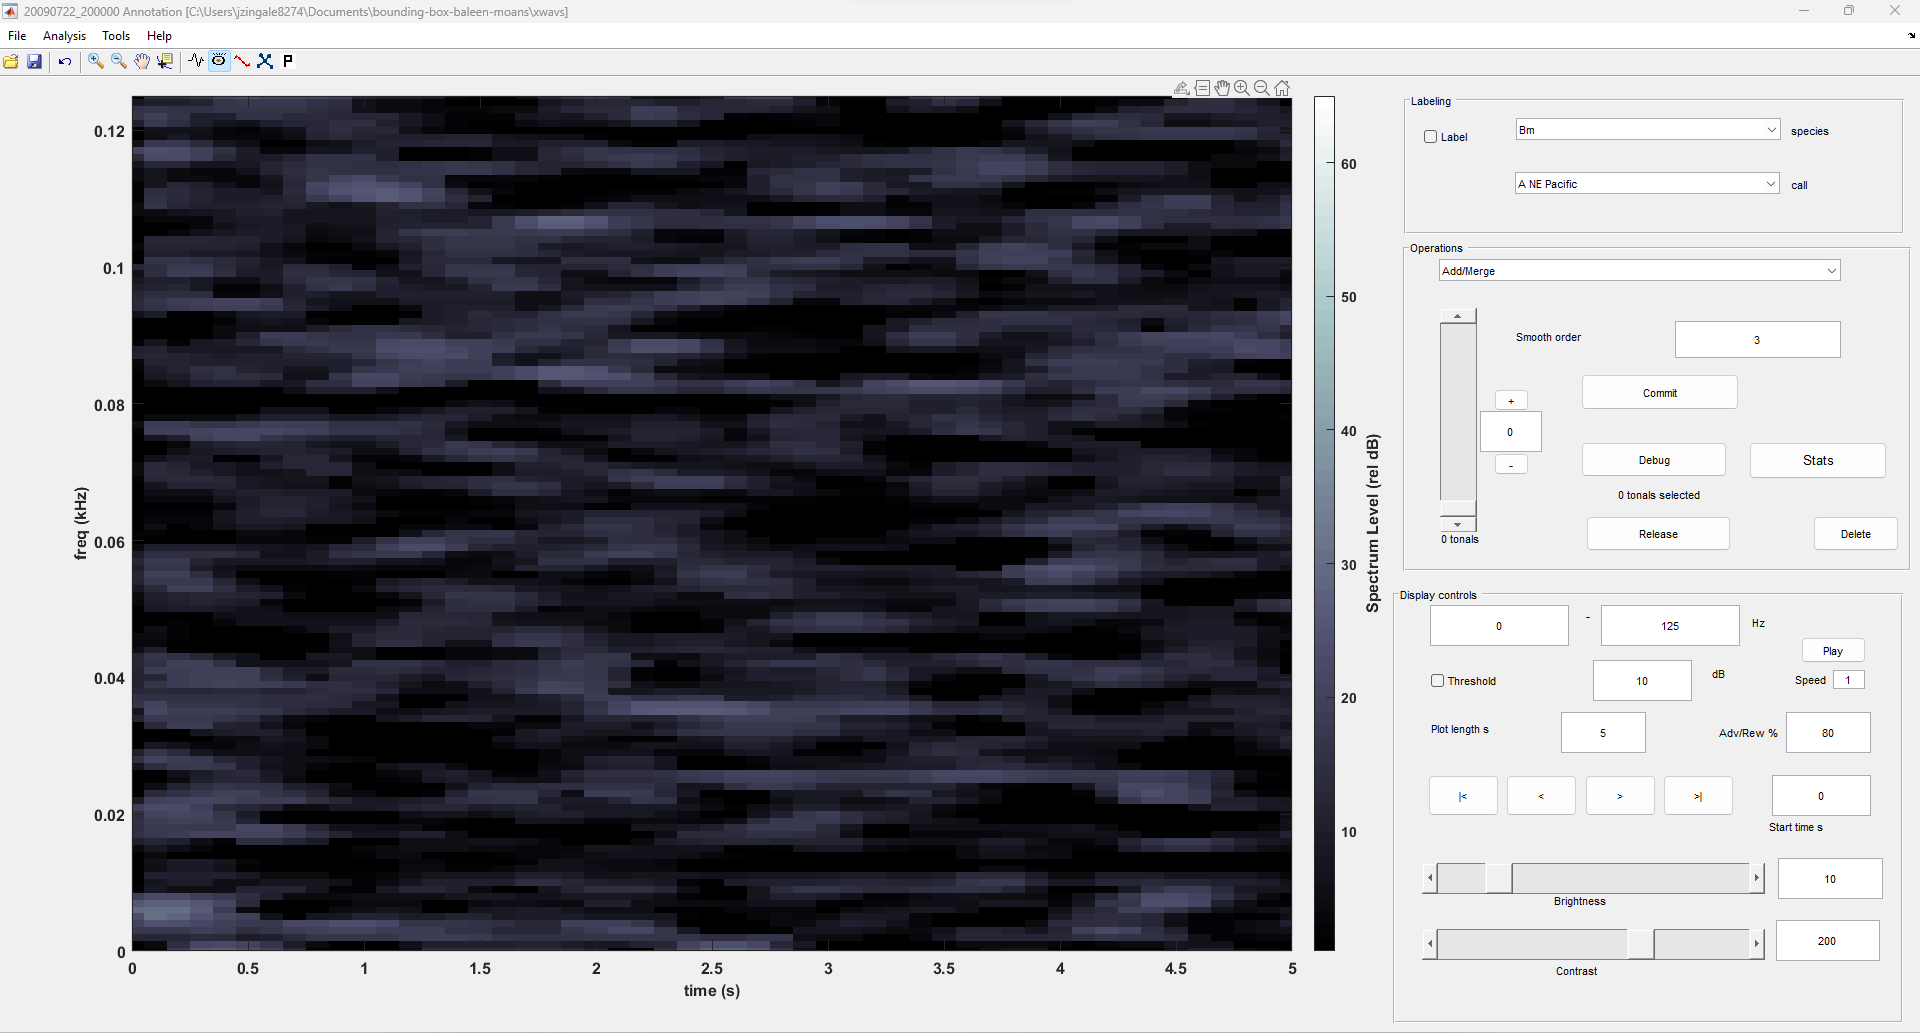 20090722_200000 Annotation [C:\Users\jzingale8274\Documents\bounding-box-baleen-moans\xwavs]
File Analysis Tools Help
P
0.12
0.1
0.08
0.06
0.04
0.02
0
freq (kHz)
0 0.5 1 1.5 2 2.5 3 3.5 4 4.5 5
time (s)
60
50
40
30
20
10
Spectrum Level (rel dB)
Labeling
Label
Bm
species
A NE Pacific
call
Operations
Add/Merge
Smooth order
3
+
0
-
Commit
Debug
Stats
0 tonals selected
Release
Delete
0 tonals
Display controls
0 - 125 Hz
Play
Threshold
10
dB
Speed 1
Plot length s
5
Adv/Rew %
80
|< < > >|
0
Start time s
10
Brightness
200
Contrast